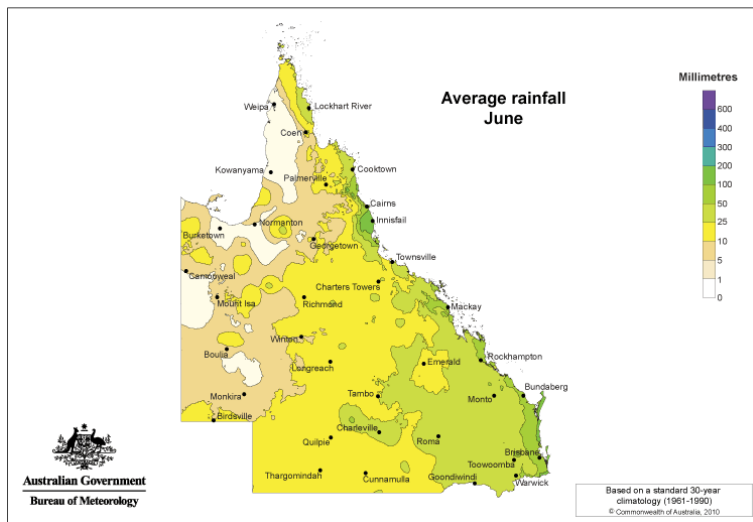 Average rainfall
June
Millimetres
600
400
300
200
100
50
25
10
5
1
0
Weipa
Lockhart River
Coen
Kowanyama
Cooktown
Palmerville
Cairns
Innisfail
Normanton
Burketown
Georgetown
Townsville
Camooweal
Charters Towers
Mount Isa
Richmond
Mackay
Winton
Boulia
Longreach
Emerald
Rockhampton
Bundaberg
Monkira
Tambo
Monto
Birdsville
Charleville
Quilpie
Roma
Brisbane
Toowoomba
Thargomindah
Cunnamulla
Goondiwindi
Warwick
Australian Government
Bureau of Meteorology
Based on a standard 30-year
climatology (1961-1990)
© Commonwealth of Australia, 2010